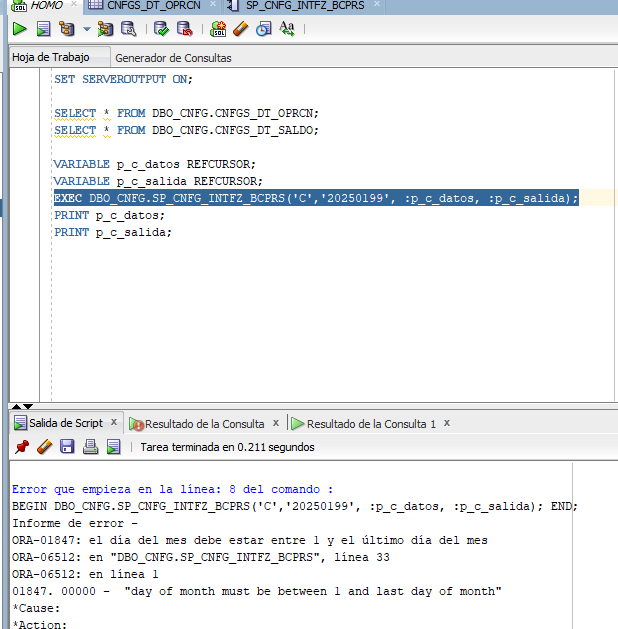 HOMO CNFGS_DT_OPRCN SP_CNFG_INTFZ_BCPRS
SQL Aa
Hoja de Trabajo Generador de Consultas
SET SERVEROUTPUT ON;
SELECT * FROM DBO_CNFG.CNFGS_DT_OPRCN;
SELECT * FROM DBO_CNFG.CNFGS_DT_SALDO;
VARIABLE p_c_datos REFCURSOR;
VARIABLE p_c_salida REFCURSOR;
EXEC DBO_CNFG.SP_CNFG_INTFZ_BCPRS('C','20250199', :p_c_datos, :p_c_salida);
PRINT p_c_datos;
PRINT p_c_salida;
Salida de Script x Resultado de la Consulta x Resultado de la Consulta 1 x
Tarea terminada en 0.211 segundos
Error que empieza en la línea: 8 del comando :
BEGIN DBO_CNFG.SP_CNFG_INTFZ_BCPRS('C','20250199', :p_c_datos, :p_c_salida); END;
Informe de error -
ORA-01847: el día del mes debe estar entre 1 y el último día del mes
ORA-06512: en "DBO_CNFG.SP_CNFG_INTFZ_BCPRS", línea 33
ORA-06512: en línea 1
01847. 00000 -  "day of month must be between 1 and last day of month"
*Cause:
*Action: